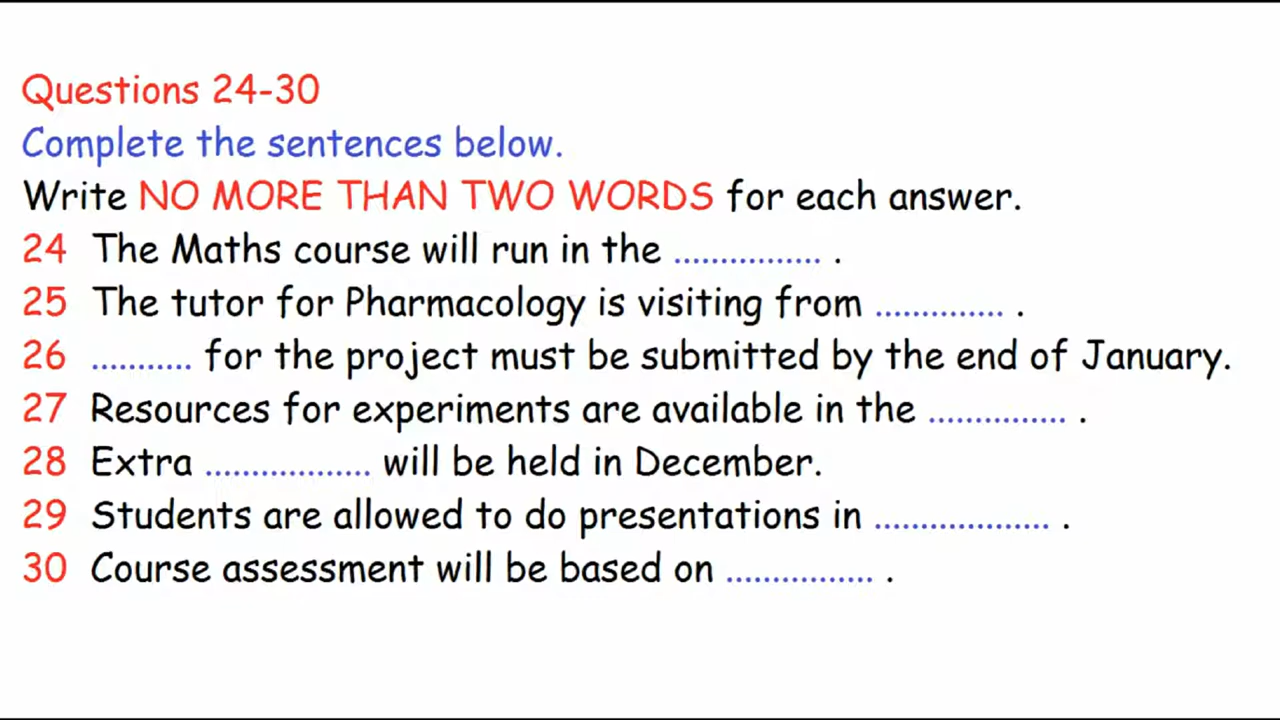 Questions 24-30
Complete the sentences below.
Write NO MORE THAN TWO WORDS for each answer.
24 The Maths course will run in the ................ .
25 The tutor for Pharmacology is visiting from .............. .
26 ........... for the project must be submitted by the end of January.
27 Resources for experiments are available in the ............... .
28 Extra .................. will be held in December.
29 Students are allowed to do presentations in ................... .
30 Course assessment will be based on ................ .